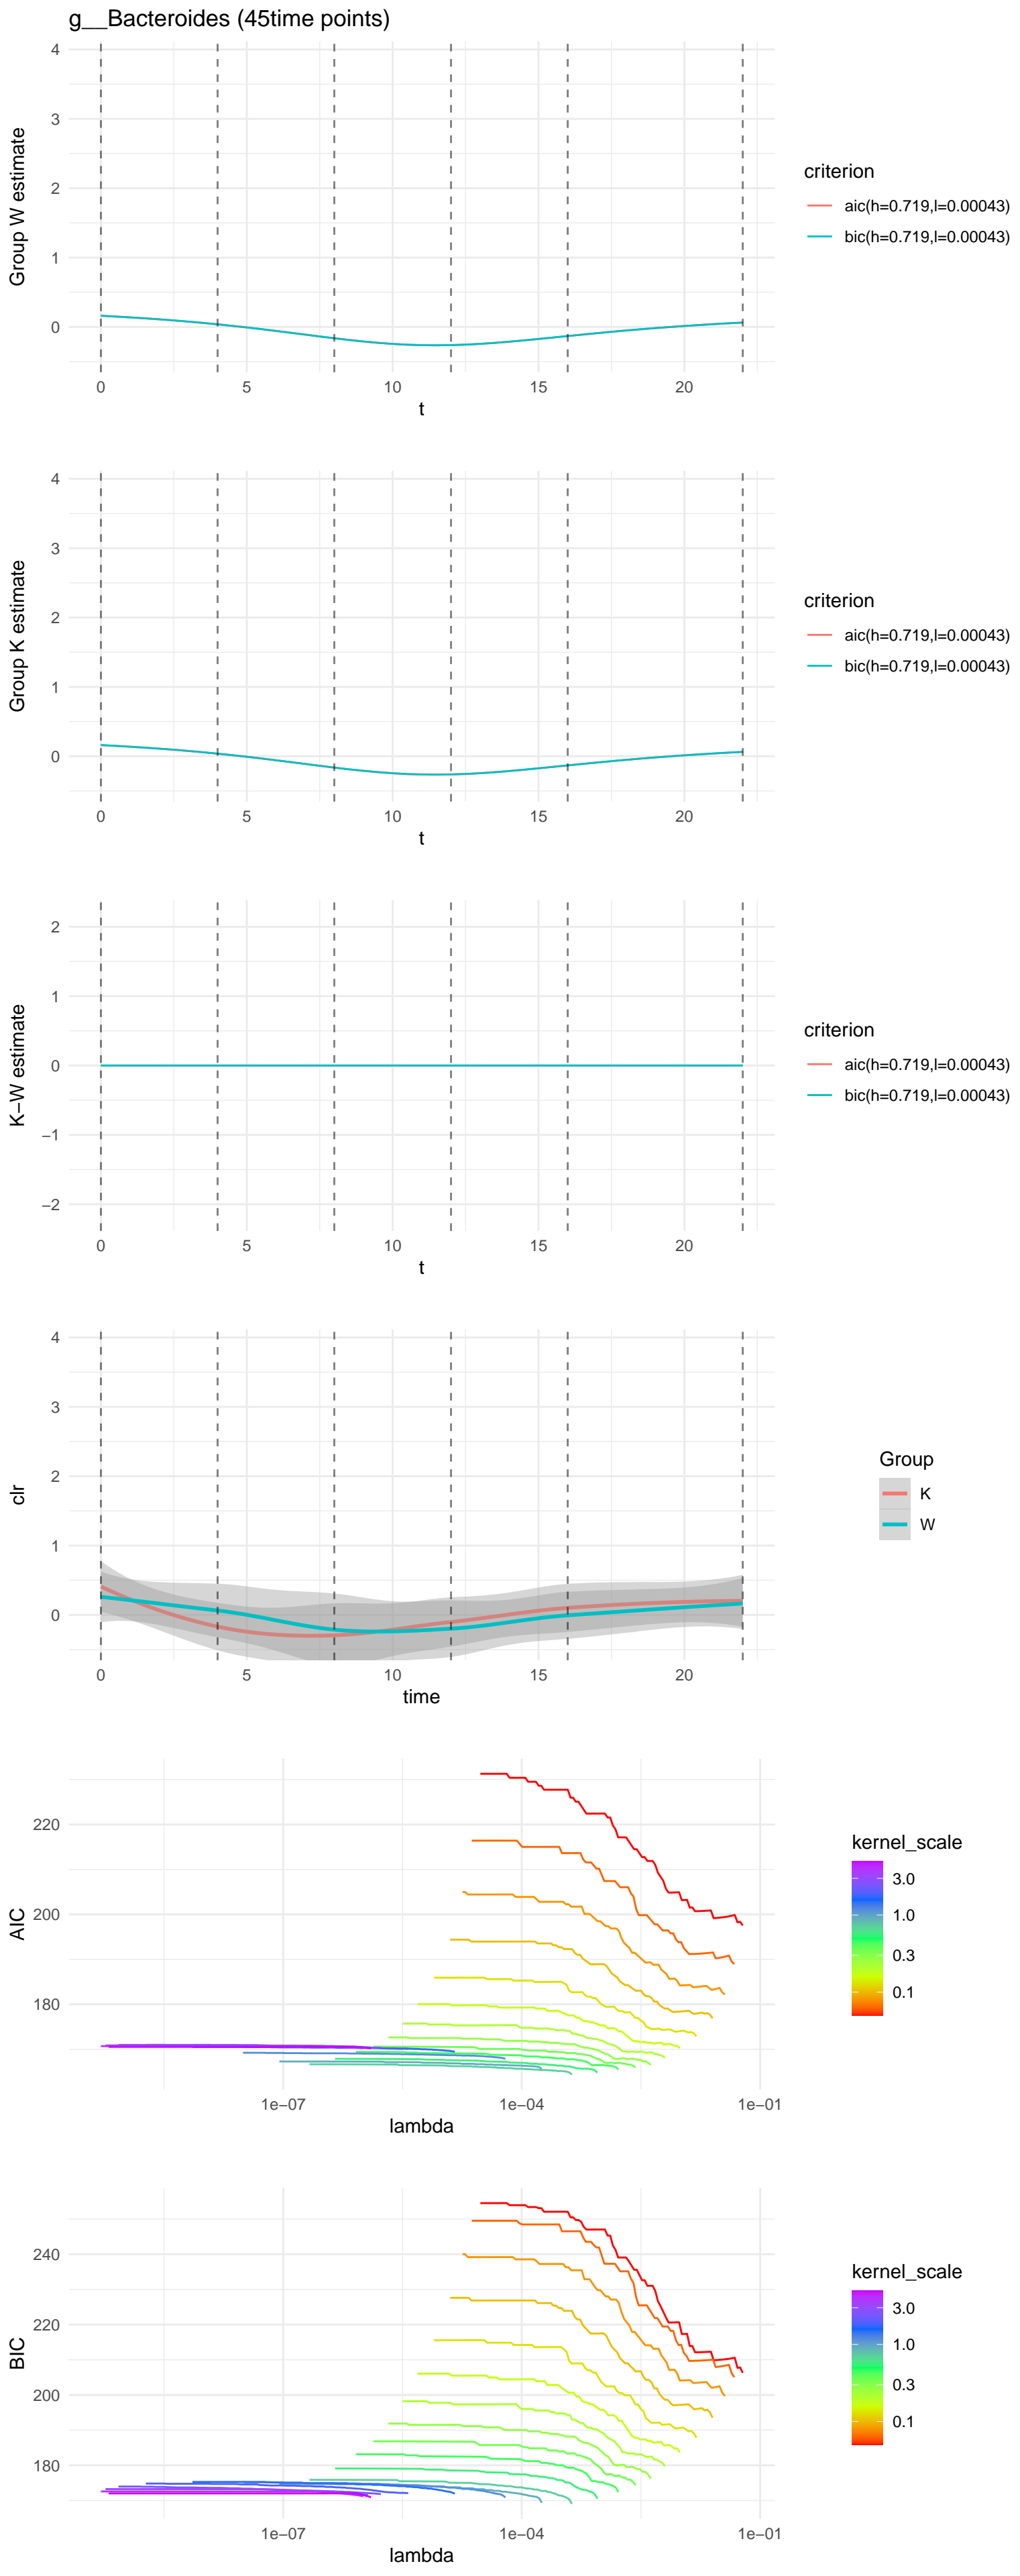 g__Bacteroides (45time points)
4
3
2
1
0
Group W estimate
0
5
10
15
20
t
criterion
aic(h=0.719,l=0.00043)
bic(h=0.719,l=0.00043)
4
3
2
1
0
Group K estimate
0
5
10
15
20
t
criterion
aic(h=0.719,l=0.00043)
bic(h=0.719,l=0.00043)
2
1
0
−1
−2
K−W estimate
0
5
10
15
20
t
criterion
aic(h=0.719,l=0.00043)
bic(h=0.719,l=0.00043)
4
3
2
1
0
clr
0
5
10
15
20
time
Group
K
W
220
200
180
AIC
1e−07
1e−04
1e−01
lambda
kernel_scale
3.0
1.0
0.3
0.1
240
220
200
180
BIC
1e−07
1e−04
1e−01
lambda
kernel_scale
3.0
1.0
0.3
0.1